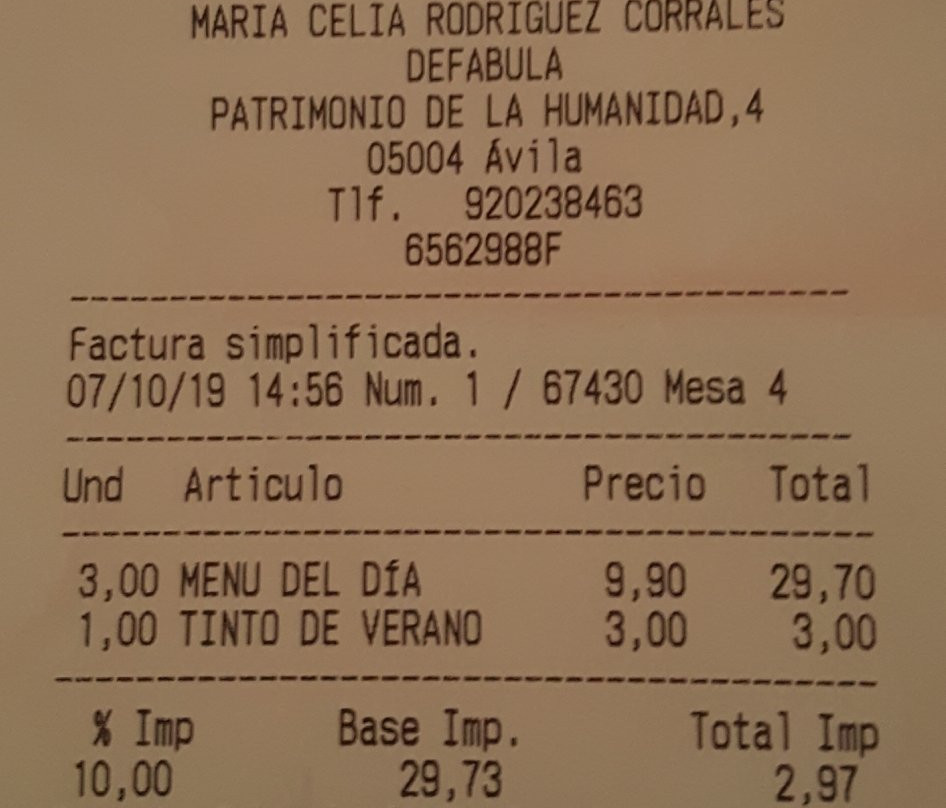 MARIA CELIA RODRIGUEZ CORRALES
DEFABULA
PATRIMONIO DE LA HUMANIDAD,4
05004 Ávila
Tlf. 920238463
6562988F
Factura simplificada.
07/10/19 14:56 Num. 1 / 67430 Mesa 4
Und Articulo Precio Total
3,00 MENU DEL DíA 9,90 29,70
1,00 TINTO DE VERANO 3,00 3,00
% Imp Base Imp. Total Imp
10,00 29,73 2,97